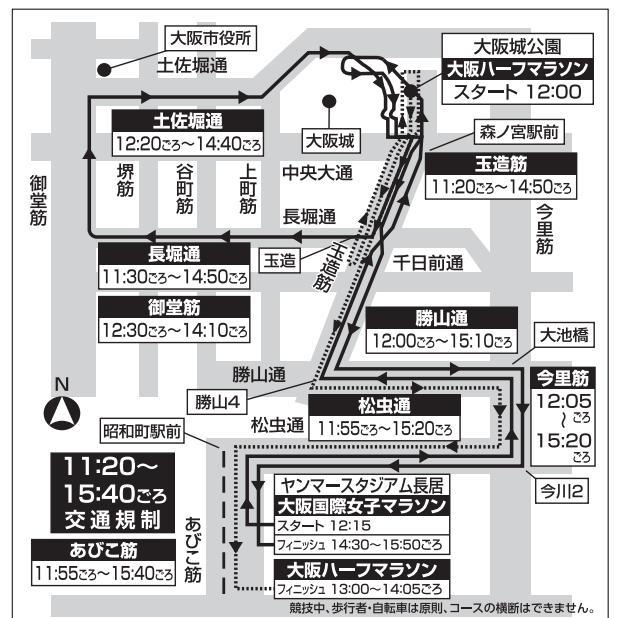 大阪市役所
土佐堀通
大阪城公園
大阪ハーフマラソン
スタート 12:00
土佐堀通
12:20ごろ〜14:40ごろ
大阪城
森ノ宮駅前
玉造筋
11:20ごろ〜14:50ごろ
御堂筋
堺筋
谷町筋
上町筋
中央大通
長堀通
今里筋
長堀通
11:30ごろ〜14:50ごろ
玉造
玉造筋
千日前通
御堂筋
12:30ごろ〜14:10ごろ
勝山通
12:00ごろ〜15:10ごろ
大池橋
勝山通
勝山4
今里筋
12:05
ごろ
〜
15:20
ごろ
N
松虫通
松虫通
11:55ごろ〜15:20ごろ
昭和町駅前
11:20〜
15:40ごろ
交通規制
あびこ筋
ヤンマースタジアム長居
大阪国際女子マラソン
スタート 12:15
フィニッシュ 14:30〜15:50ごろ
今川2
あびこ筋
11:55ごろ〜15:40ごろ
大阪ハーフマラソン
フィニッシュ 13:00〜14:05ごろ
競技中、歩行者・自転車は原則、コースの横断はできません。